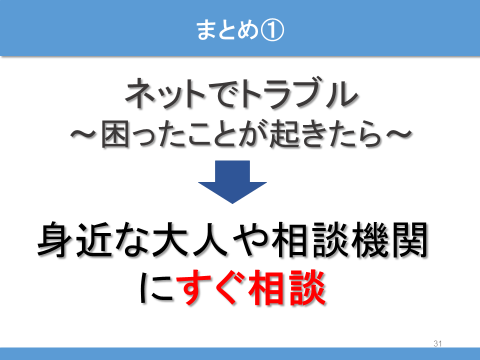 まとめ①
ネットでトラブル
～困ったことが起きたら～
身近な大人や相談機関
にすぐ相談
31